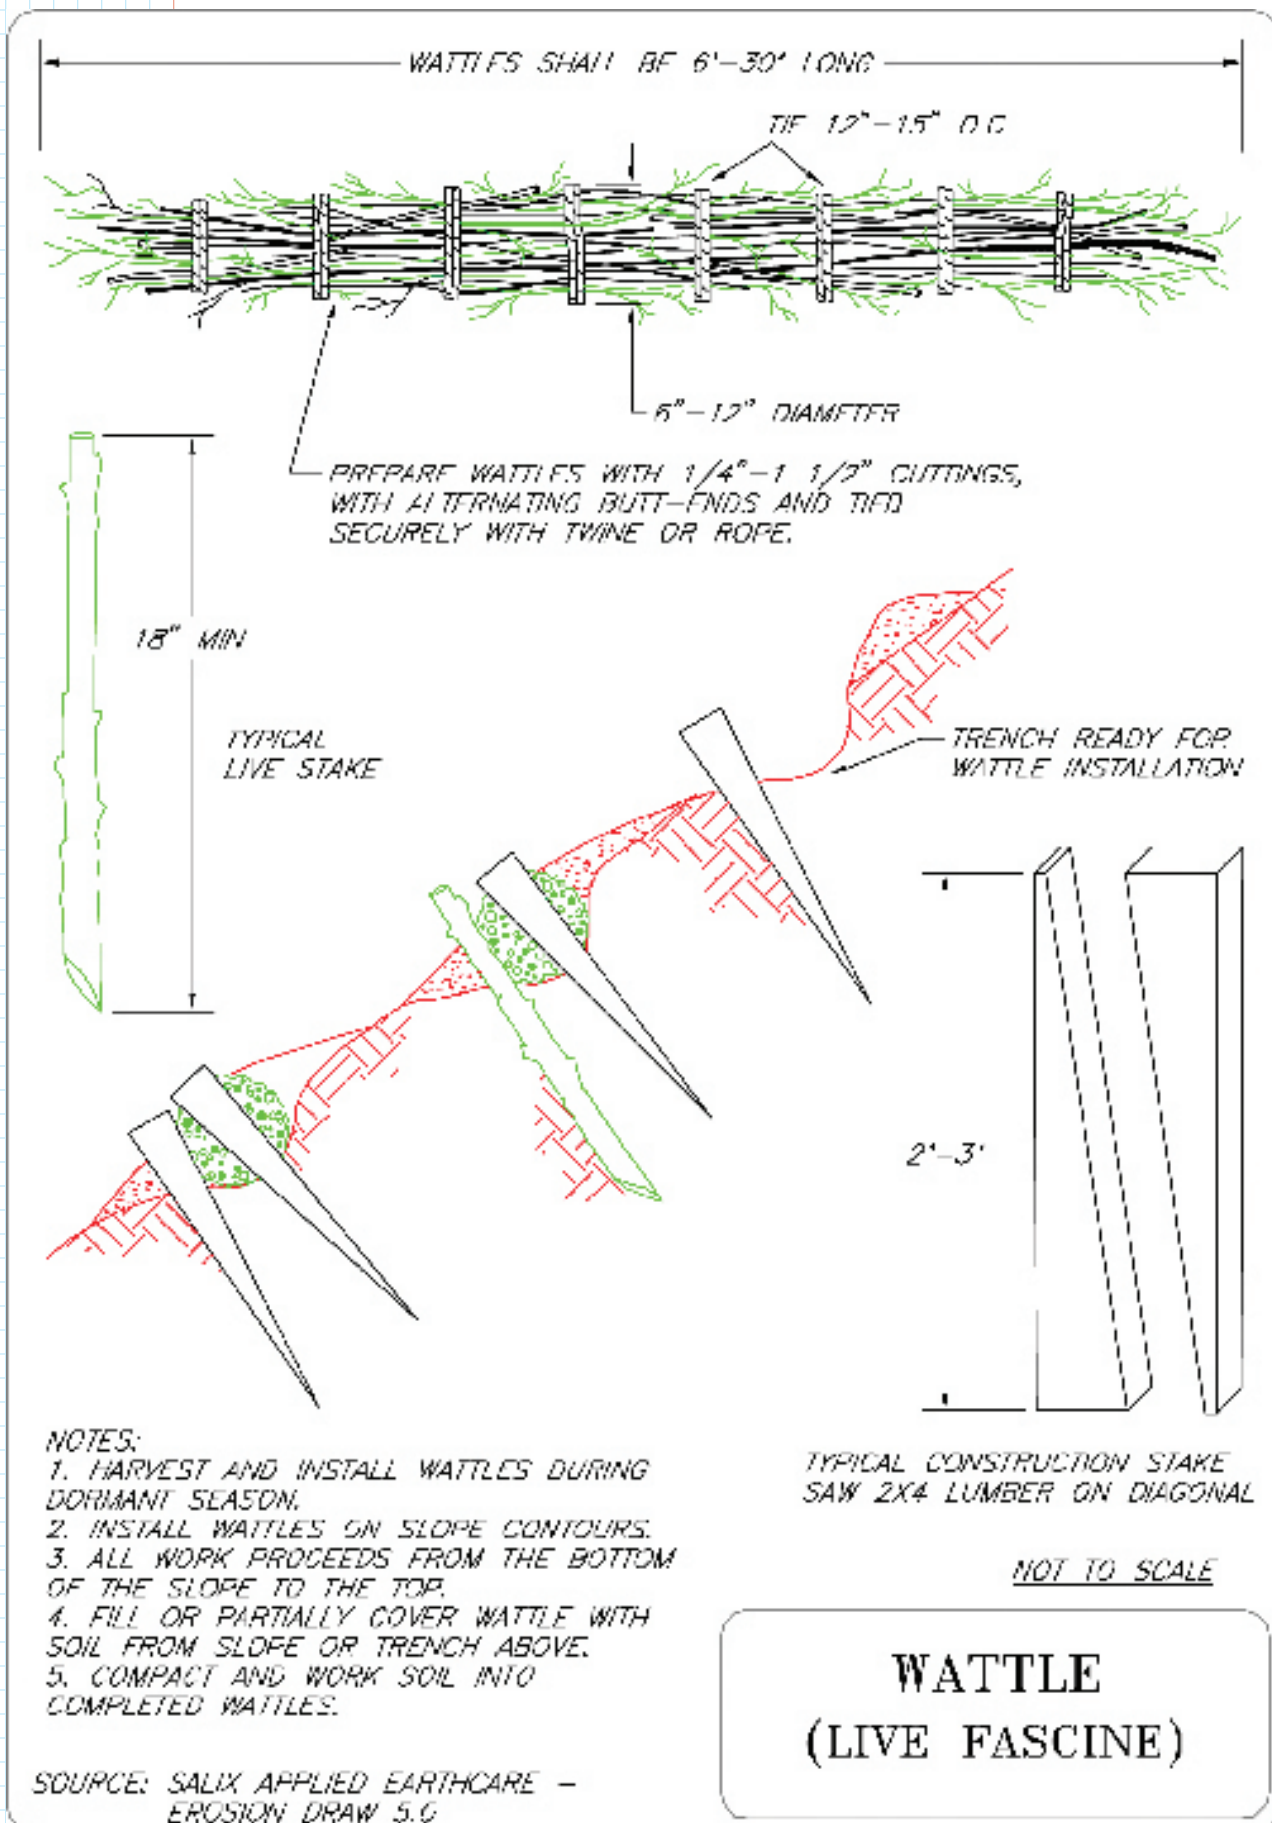 WATTLES SHALL BE 6'-30' LONG
TIE 12"-15" O.C.
6"-12" DIAMETER
PREPARE WATTLES WITH 1/4"-1 1/2" CUTTINGS,
WITH ALTERNATING BUTT-ENDS AND TIED
SECURELY WITH TWINE OR ROPE.
18" MIN
TYPICAL
LIVE STAKE
TRENCH READY FOR
WATTLE INSTALLATION
2'-3'
TYPICAL CONSTRUCTION STAKE
SAW 2X4 LUMBER ON DIAGONAL
NOTES:
1. HARVEST AND INSTALL WATTLES DURING
DORMANT SEASON.
2. INSTALL WATTLES ON SLOPE CONTOURS.
3. ALL WORK PROCEEDS FROM THE BOTTOM
OF THE SLOPE TO THE TOP.
4. FILL OR PARTIALLY COVER WATTLE WITH
SOIL FROM SLOPE OR TRENCH ABOVE.
5. COMPACT AND WORK SOIL INTO
COMPLETED WATTLES.
NOT TO SCALE
WATTLE
(LIVE FASCINE)
SOURCE: SALIX APPLIED EARTHCARE -
EROSION DRAW 5.0